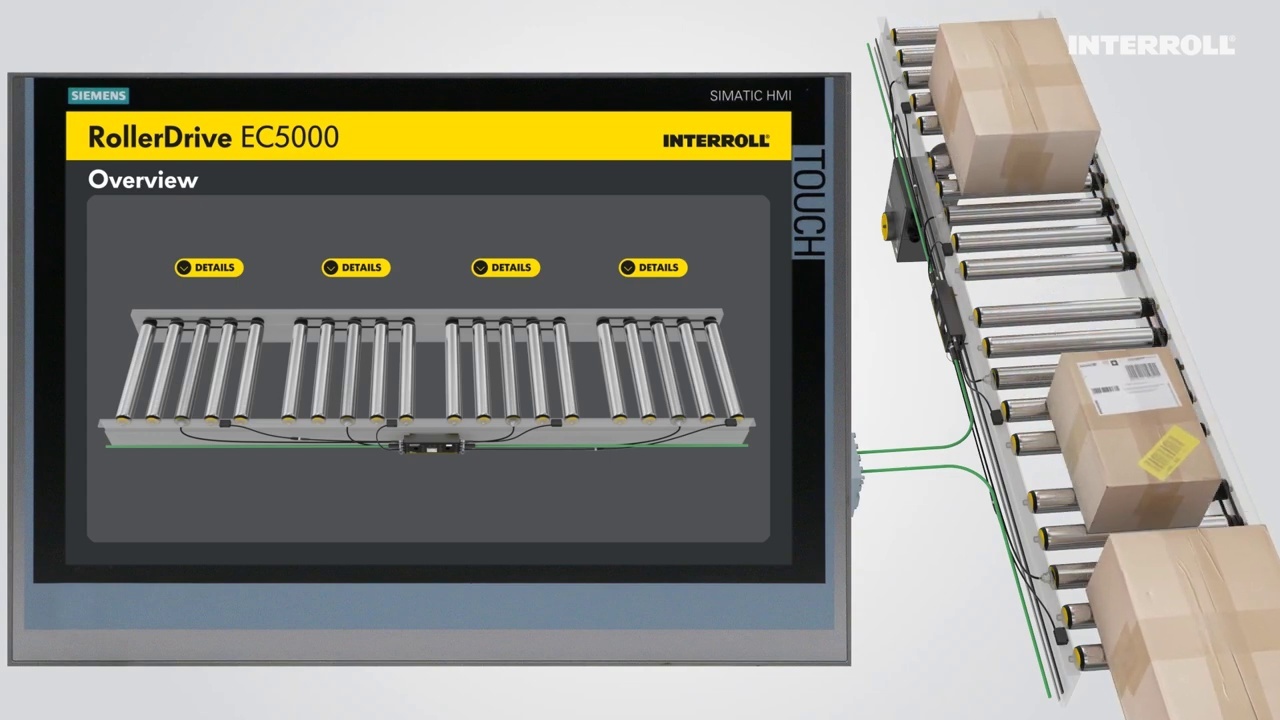 INTERROLL
SIEMENS
SIMATIC HMI
RollerDrive EC5000
INTERROLL
TOUCH
Overview
DETAILS
DETAILS
DETAILS
DETAILS